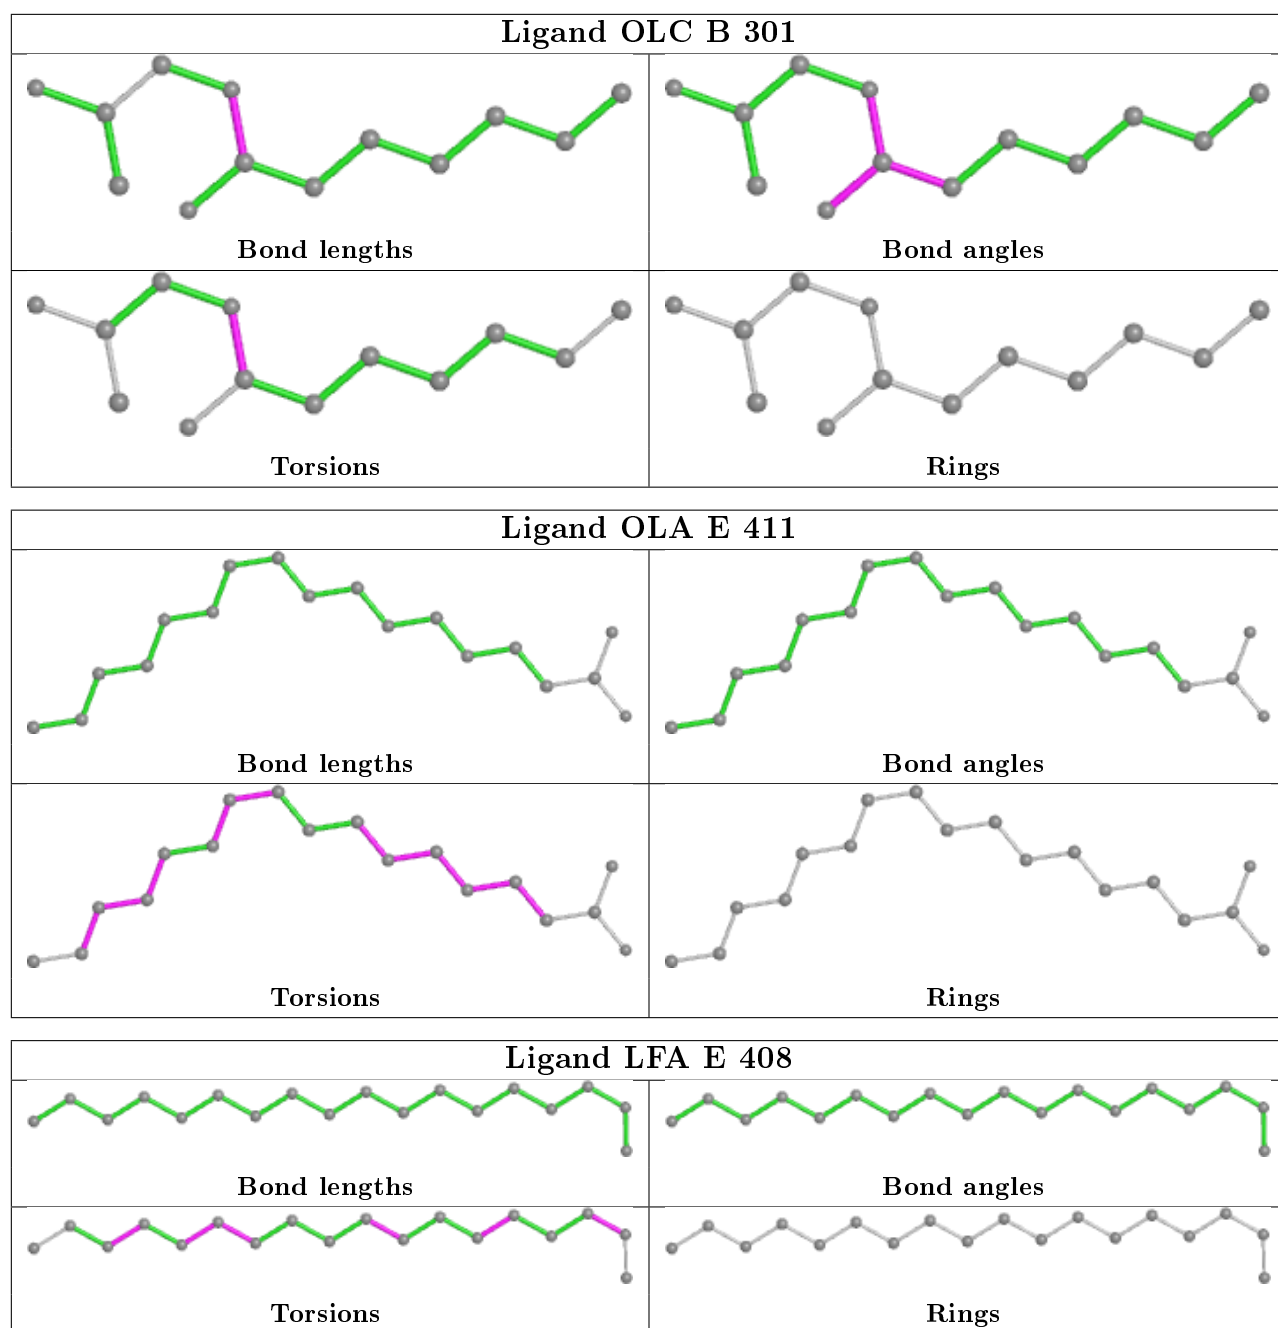 Ligand OLC B 301
Bond lengths
Bond angles
Torsions
Rings
Ligand OLA E 411
Bond lengths
Bond angles
Torsions
Rings
Ligand LFA E 408
Bond lengths
Bond angles
Torsions
Rings